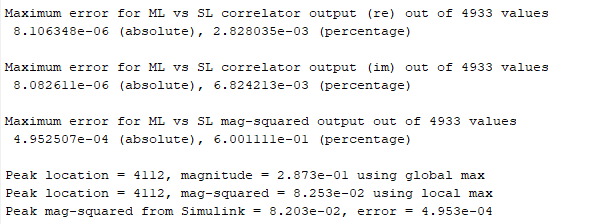 Maximum error for ML vs SL correlator output (re) out of 4933 values
8.106348e-06 (absolute), 2.828035e-03 (percentage)
Maximum error for ML vs SL correlator output (im) out of 4933 values
8.082611e-06 (absolute), 6.824213e-03 (percentage)
Maximum error for ML vs SL mag-squared output out of 4933 values
4.952507e-04 (absolute), 6.001111e-01 (percentage)
Peak location = 4112, magnitude = 2.873e-01 using global max
Peak location = 4112, mag-squared = 8.253e-02 using local max
Peak mag-squared from Simulink = 8.203e-02, error = 4.953e-04